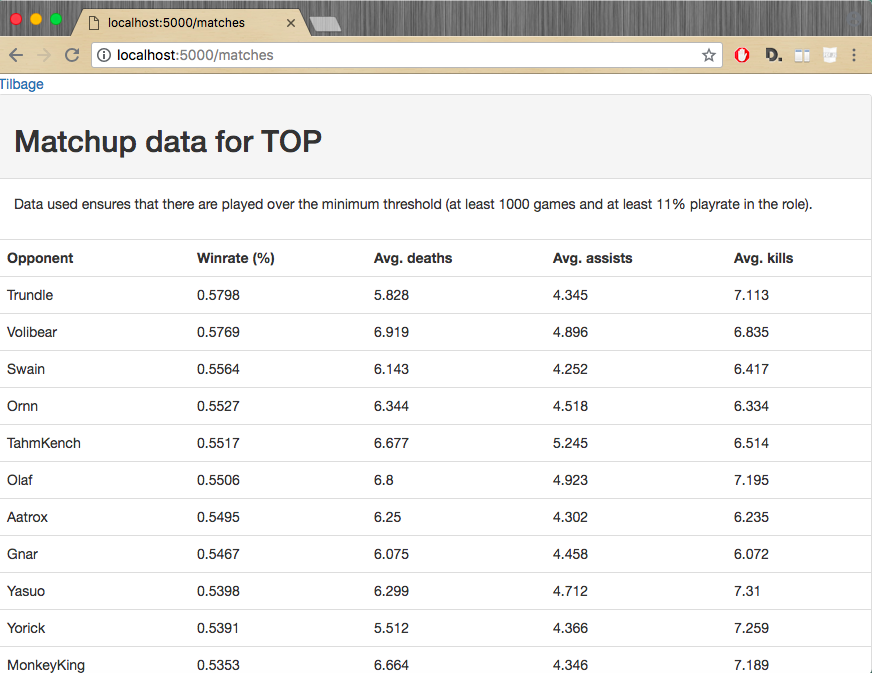 localhost:5000/matches
localhost:5000/matches
D.
Tilbage
Matchup data for TOP
Data used ensures that there are played over the minimum threshold (at least 1000 games and at least 11% playrate in the role).
Opponent Winrate (%) Avg. deaths Avg. assists Avg. kills
Trundle 0.5798 5.828 4.345 7.113
Volibear 0.5769 6.919 4.896 6.835
Swain 0.5564 6.143 4.252 6.417
Ornn 0.5527 6.344 4.518 6.334
TahmKench 0.5517 6.677 5.245 6.514
Olaf 0.5506 6.8 4.923 7.195
Aatrox 0.5495 6.25 4.302 6.235
Gnar 0.5467 6.075 4.458 6.072
Yasuo 0.5398 6.299 4.712 7.31
Yorick 0.5391 5.512 4.366 7.259
MonkeyKing 0.5353 6.664 4.346 7.189